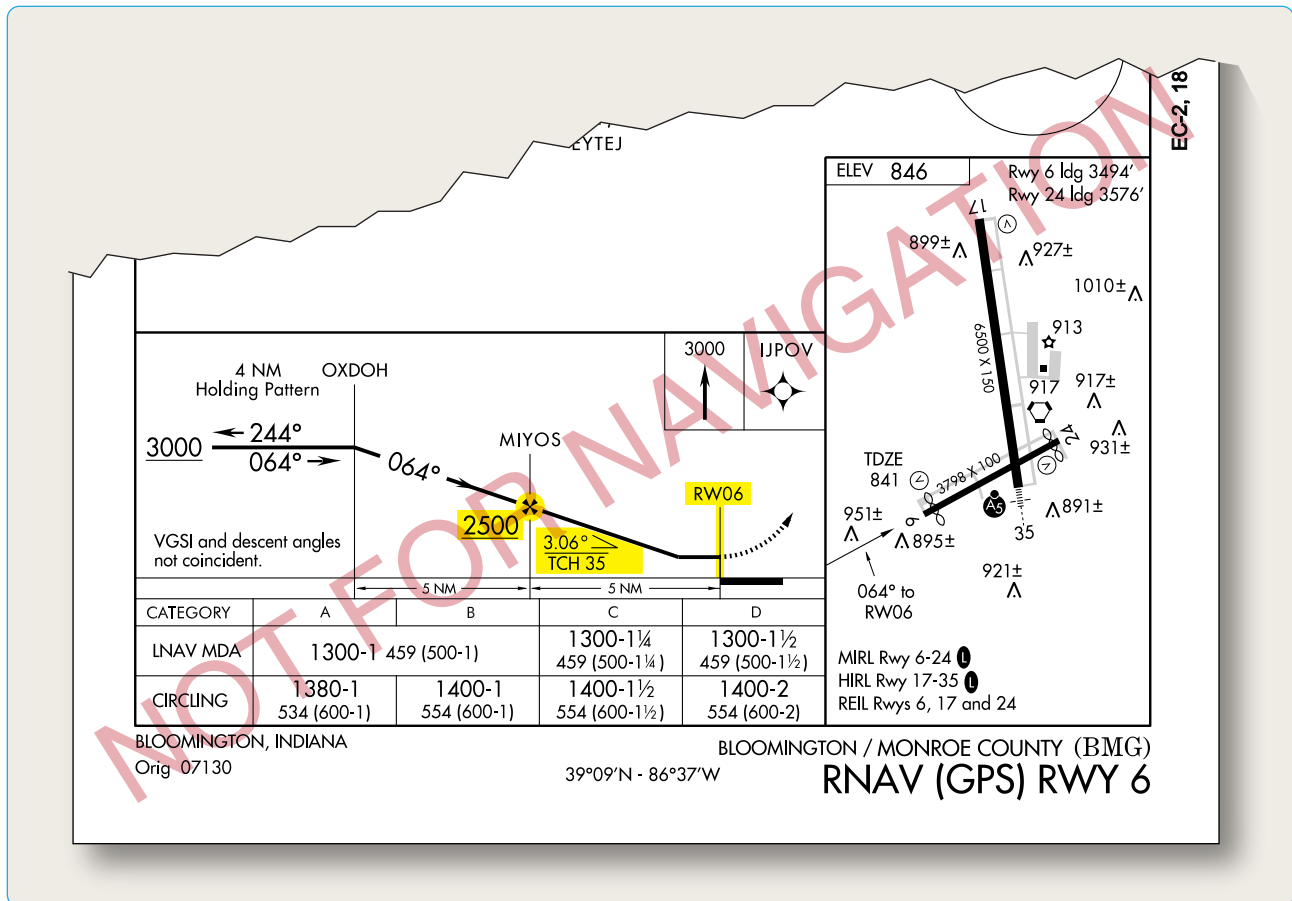 EC-2, 18
EYTEJ
NOT FOR NAVIGATION
ELEV 846
Rwy 6 ldg 3494'
Rwy 24 ldg 3576'
17
899±
927±
1010±
6500 X 150
913
917
917±
24
931±
TDZE
841
3798 X 100
A5
951±
6
895±
891±
35
921±
064° to
RW06
MIRL Rwy 6-24 L
HIRL Rwy 17-35 L
REIL Rwys 6, 17 and 24
4 NM
Holding Pattern
OXDOH
3000
IJPOV
3000
244°
064°
064°
MIYOS
2500
3.06°
TCH 35
RW06
VGSI and descent angles
not coincident.
5 NM
5 NM
CATEGORY A B C D
LNAV MDA 1300-1 459 (500-1) 1300-1¼ 1300-1½
459 (500-1¼) 459 (500-1½)
CIRCLING 1380-1 1400-1 1400-1½ 1400-2
534 (600-1) 554 (600-1) 554 (600-1½) 554 (600-2)
BLOOMINGTON, INDIANA
Orig 07130
39°09'N - 86°37'W
BLOOMINGTON / MONROE COUNTY (BMG)
RNAV (GPS) RWY 6